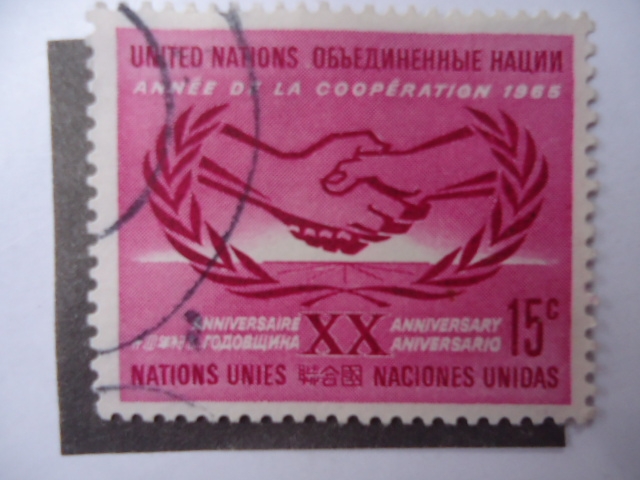 UNITED NATIONS ОБЪЕДИНЕННЫЕ НАЦИИ
ANNÉE DE LA COOPÉRATION 1965
ANNIVERSAIRE XX ANNIVERSARY 15c
ГОДОВЩИНА ANIVERSARIO
NATIONS UNIES 聯合國 NACIONES UNIDAS